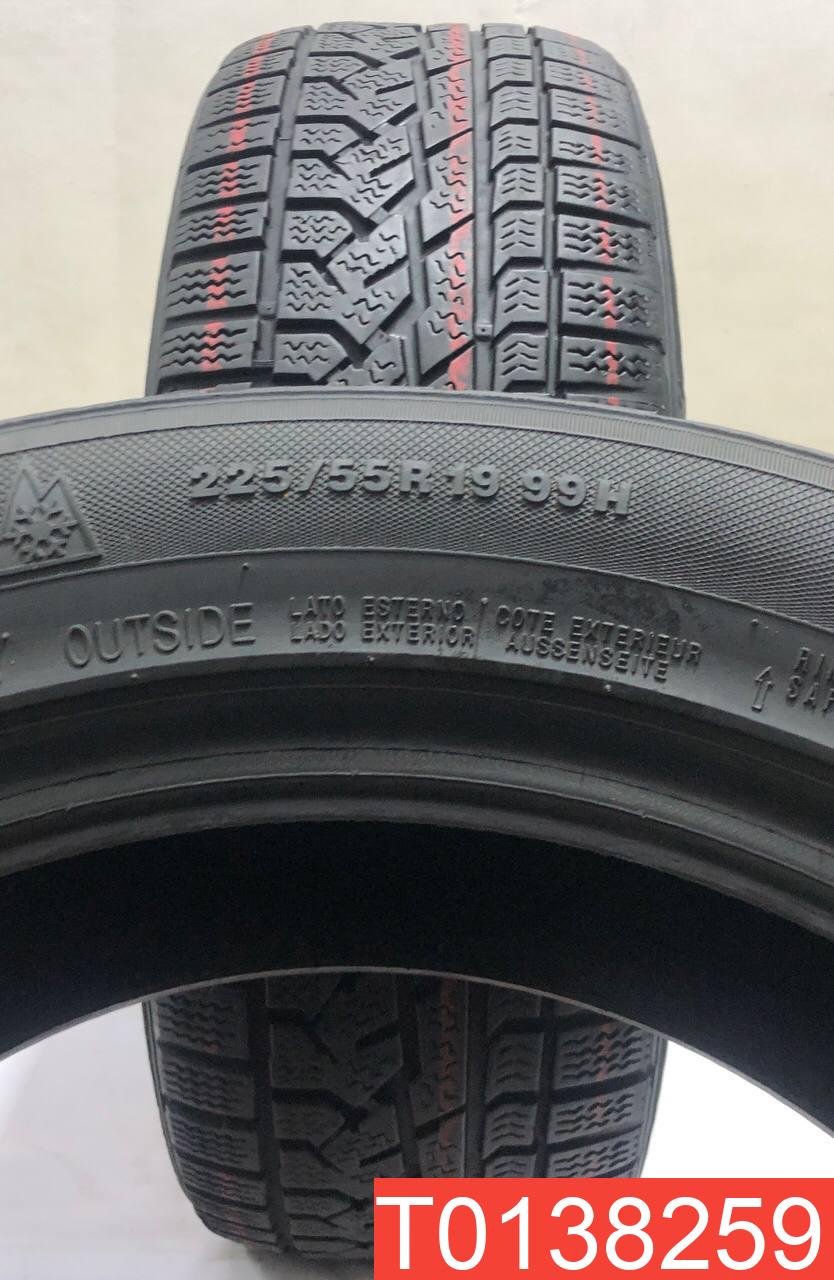 225/55R19 99H
OUTSIDE
LATO ESTERNO
LADO EXTERIOR
COTE EXTERIEUR
AUSSENSEITE
T0138259